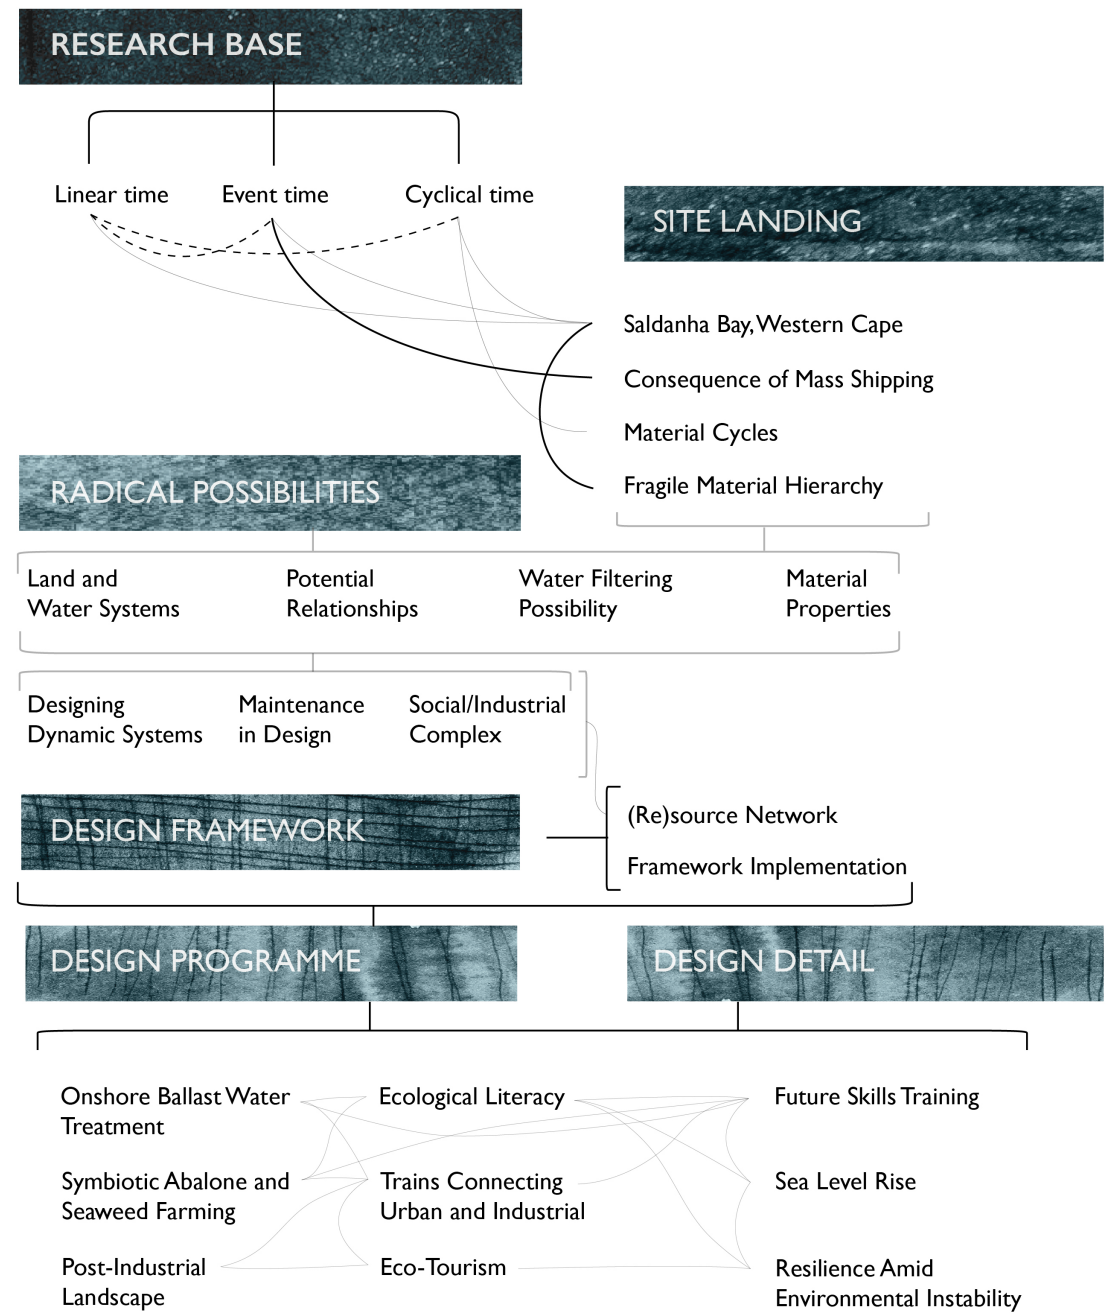 RESEARCH BASE
Linear time
Event time
Cyclical time
SITE LANDING
Saldanha Bay, Western Cape
Consequence of Mass Shipping
Material Cycles
Fragile Material Hierarchy
RADICAL POSSIBILITIES
Land and
Water Systems
Potential
Relationships
Water Filtering
Possibility
Material
Properties
Designing
Dynamic Systems
Maintenance
in Design
Social/Industrial
Complex
(Re)source Network
Framework Implementation
DESIGN FRAMEWORK
DESIGN PROGRAMME
DESIGN DETAIL
Onshore Ballast Water
Treatment
Symbiotic Abalone and
Seaweed Farming
Post-Industrial
Landscape
Ecological Literacy
Trains Connecting
Urban and Industrial
Eco-Tourism
Future Skills Training
Sea Level Rise
Resilience Amid
Environmental Instability